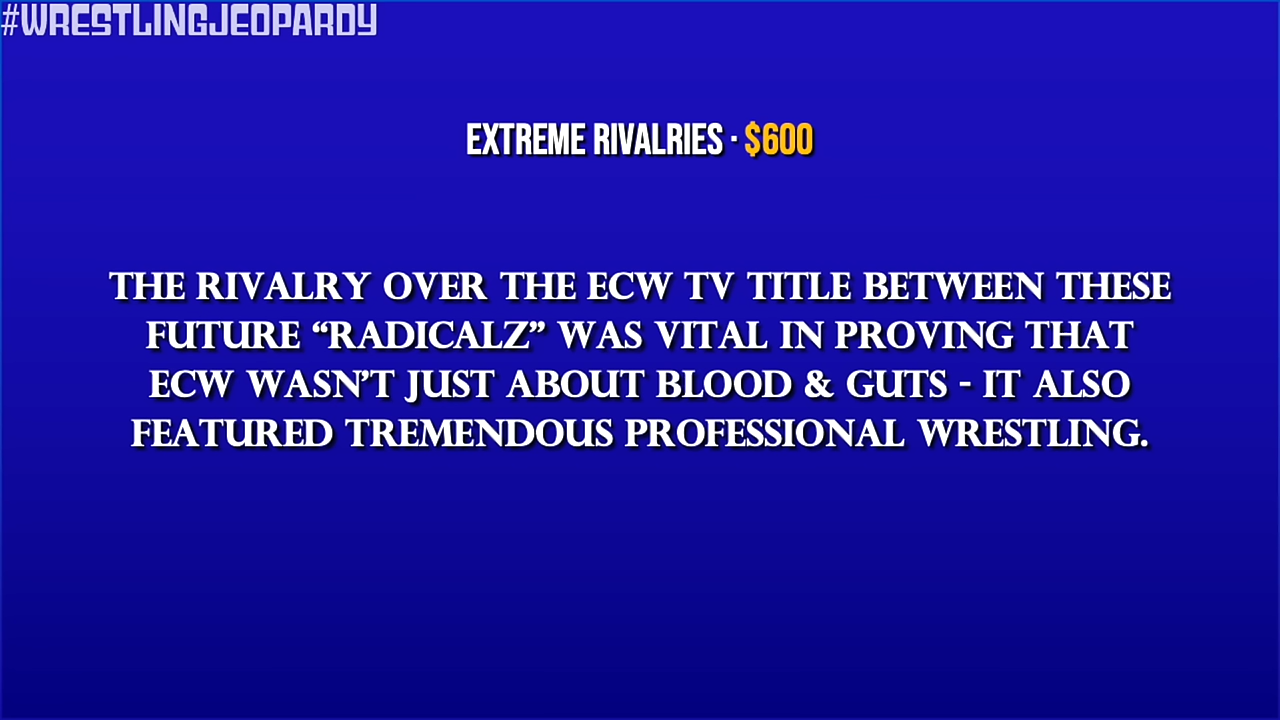 #WRESTLINGJEOPARDY
EXTREME RIVALRIES · $600
THE RIVALRY OVER THE ECW TV TITLE BETWEEN THESE
FUTURE “RADICALZ” WAS VITAL IN PROVING THAT
ECW WASN’T JUST ABOUT BLOOD & GUTS - IT ALSO
FEATURED TREMENDOUS PROFESSIONAL WRESTLING.